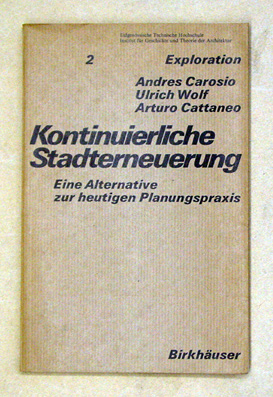 Eidgenössische Technische Hochschule
Institut für Geschichte und Theorie der Architektur
2 Exploration
Andres Carosio
Ulrich Wolf
Arturo Cattaneo
Kontinuierliche
Stadterneuerung
Eine Alternative
zur heutigen Planungspraxis
Birkhäuser